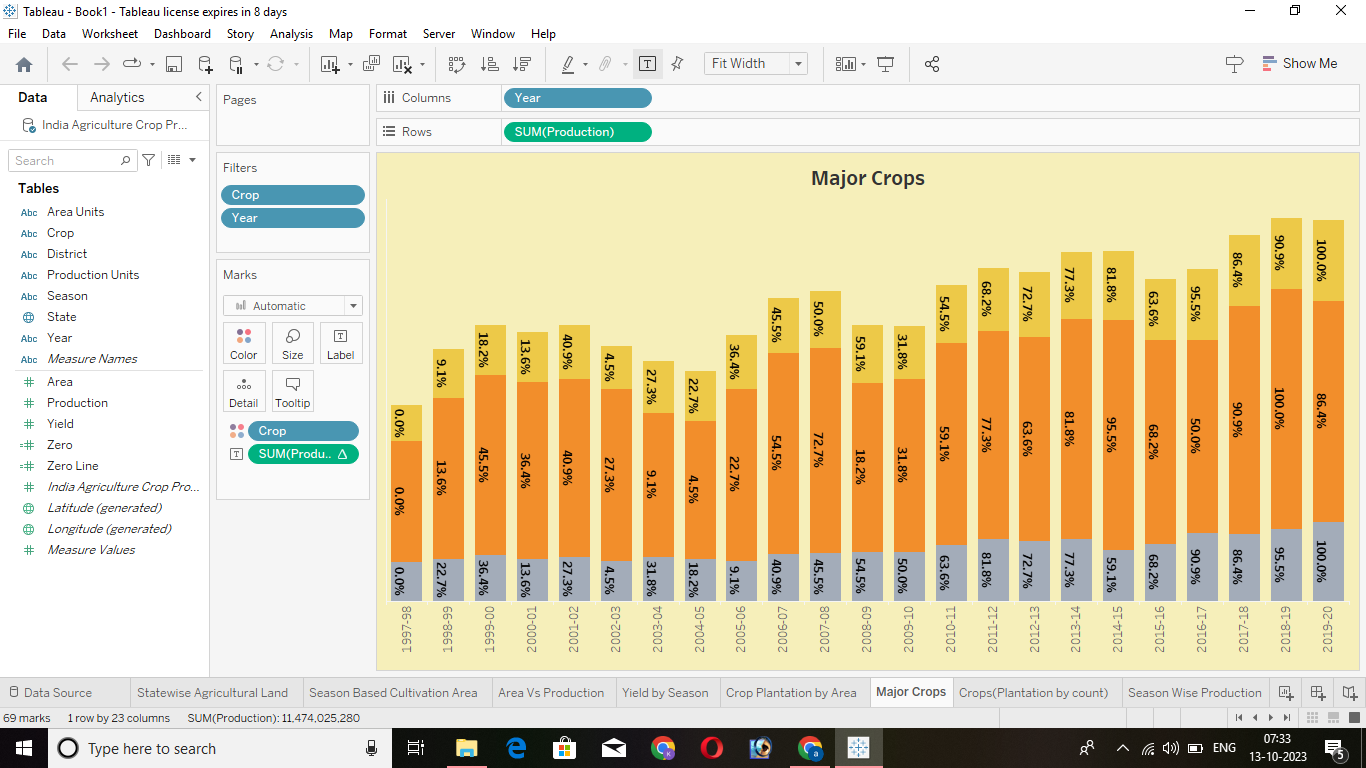 Tableau - Book1 - Tableau license expires in 8 days
File Data Worksheet Dashboard Story Analysis Map Format Server Window Help
Fit Width
Show Me
Data Analytics
India Agriculture Crop Pr...
Search
Tables
Abc Area Units
Abc Crop
Abc District
Abc Production Units
Abc Season
State
Abc Year
Abc Measure Names
Area
Production
Yield
Zero
Zero Line
India Agriculture Crop Pro...
Latitude (generated)
Longitude (generated)
Measure Values
Pages
Filters
Crop
Year
Marks
Automatic
Color Size Label
Detail Tooltip
Crop
SUM(Produ.. Δ
Columns Year
Rows SUM(Production)
Major Crops
0.0% 9.1% 18.2% 13.6% 40.9% 4.5% 27.3% 22.7% 36.4% 45.5% 50.0% 59.1% 31.8% 54.5% 68.2% 72.7% 77.3% 81.8% 63.6% 95.5% 86.4% 90.9% 100.0%
0.0% 13.6% 45.5% 36.4% 40.9% 27.3% 9.1% 4.5% 22.7% 54.5% 72.7% 18.2% 31.8% 59.1% 77.3% 63.6% 81.8% 95.5% 68.2% 50.0% 90.9% 100.0% 86.4%
0.0% 22.7% 36.4% 13.6% 27.3% 4.5% 31.8% 18.2% 9.1% 40.9% 45.5% 54.5% 50.0% 63.6% 81.8% 72.7% 77.3% 59.1% 68.2% 90.9% 86.4% 95.5% 100.0%
1997-98 1998-99 1999-00 2000-01 2001-02 2002-03 2003-04 2004-05 2005-06 2006-07 2007-08 2008-09 2009-10 2010-11 2011-12 2012-13 2013-14 2014-15 2015-16 2016-17 2017-18 2018-19 2019-20
Data Source Statewise Agricultural Land Season Based Cultivation Area Area Vs Production Yield by Season Crop Plantation by Area Major Crops Crops(Plantation by count) Season Wise Production
69 marks 1 row by 23 columns SUM(Production): 11,474,025,280
Type here to search
ENG
07:33
13-10-2023
5